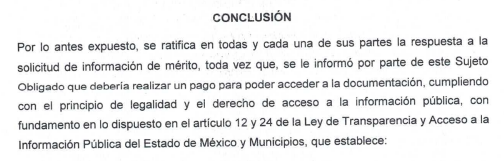 CONCLUSIÓN
Por lo antes expuesto, se ratifica en todas y cada una de sus partes la respuesta a la
solicitud de información de mérito, toda vez que, se le informó por parte de este Sujeto
Obligado que debería realizar un pago para poder acceder a la documentación, cumpliendo
con el principio de legalidad y el derecho de acceso a la información pública, con
fundamento en lo dispuesto en el artículo 12 y 24 de la Ley de Transparencia y Acceso a la
Información Pública del Estado de México y Municipios, que establece: